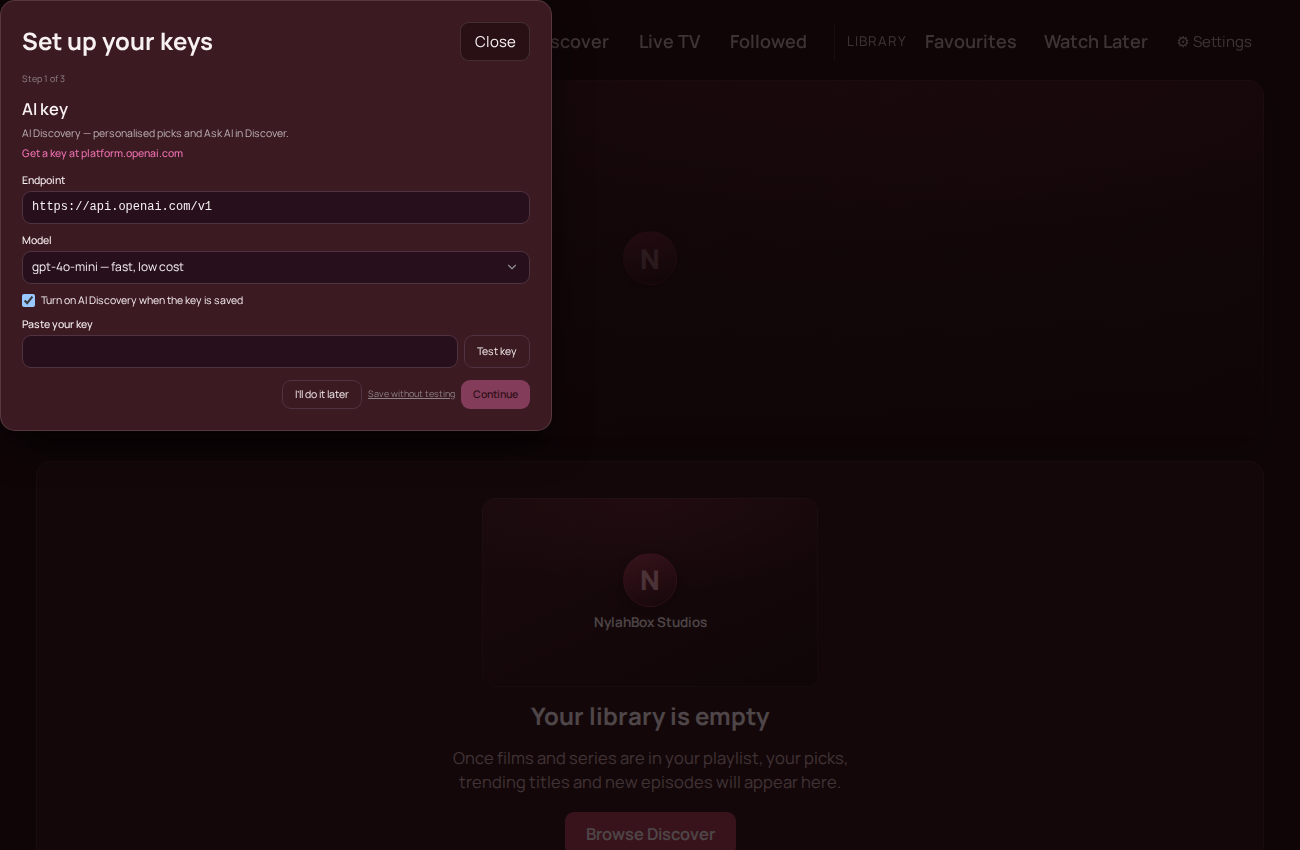 Set up your keys
Close
Step 1 of 3
AI key
AI Discovery — personalised picks and Ask AI in Discover.
Get a key at platform.openai.com
Endpoint
https://api.openai.com/v1
Model
gpt-4o-mini — fast, low cost
Turn on AI Discovery when the key is saved
Paste your key
Test key
I'll do it later
Save without testing
Continue
scover
Live TV
Followed
LIBRARY
Favourites
Watch Later
⚙ Settings
N
N
NylahBox Studios
Your library is empty
Once films and series are in your playlist, your picks,
trending titles and new episodes will appear here.
Browse Discover